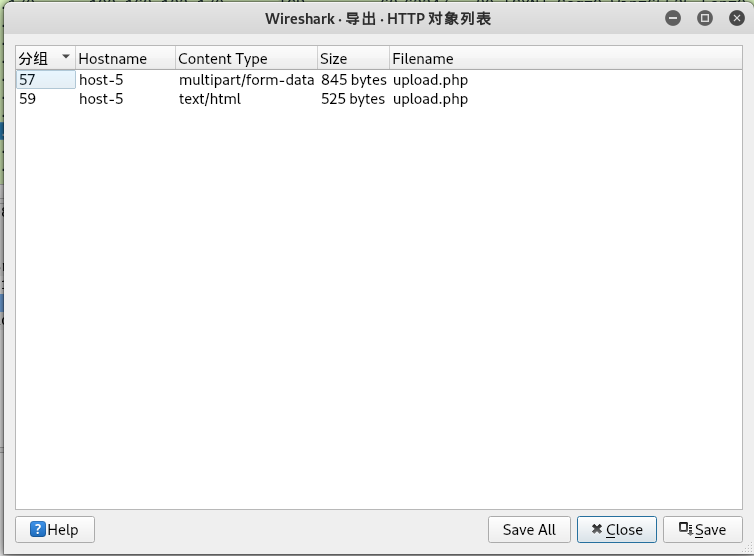 Wireshark · 导出 · HTTP 对象列表
分组 Hostname Content Type Size Filename
57 host-5 multipart/form-data 845 bytes upload.php
59 host-5 text/html 525 bytes upload.php
Help Save All Close Save